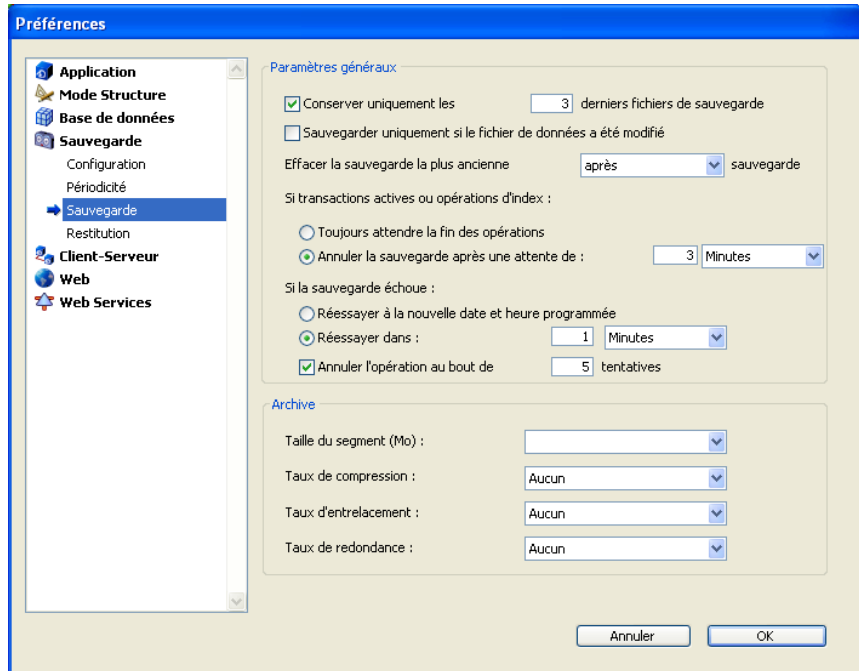 Préférences
Application
Mode Structure
Base de données
Sauvegarde
Configuration
Périodicité
Sauvegarde
Restitution
Client-Serveur
Web
Web Services
Paramètres généraux
Conserver uniquement les 3 derniers fichiers de sauvegarde
Sauvegarder uniquement si le fichier de données a été modifié
Effacer la sauvegarde la plus ancienne après sauvegarde
Si transactions actives ou opérations d'index :
Toujours attendre la fin des opérations
Annuler la sauvegarde après une attente de : 3 Minutes
Si la sauvegarde échoue :
Réessayer à la nouvelle date et heure programmée
Réessayer dans : 1 Minutes
Annuler l'opération au bout de 5 tentatives
Archive
Taille du segment (Mo) :
Taux de compression : Aucun
Taux d'entrelacement : Aucun
Taux de redondance : Aucun
Annuler OK